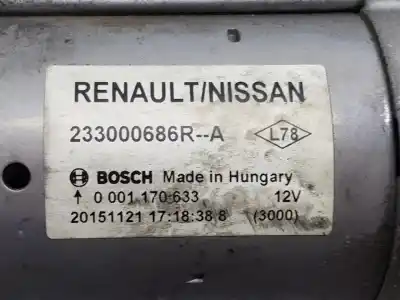 RENAULT/NISSAN
233000686R--A L78
BOSCH Made in Hungary
↑ 0 001 170 633 12V
20151121 17:18:38 8 (3000)